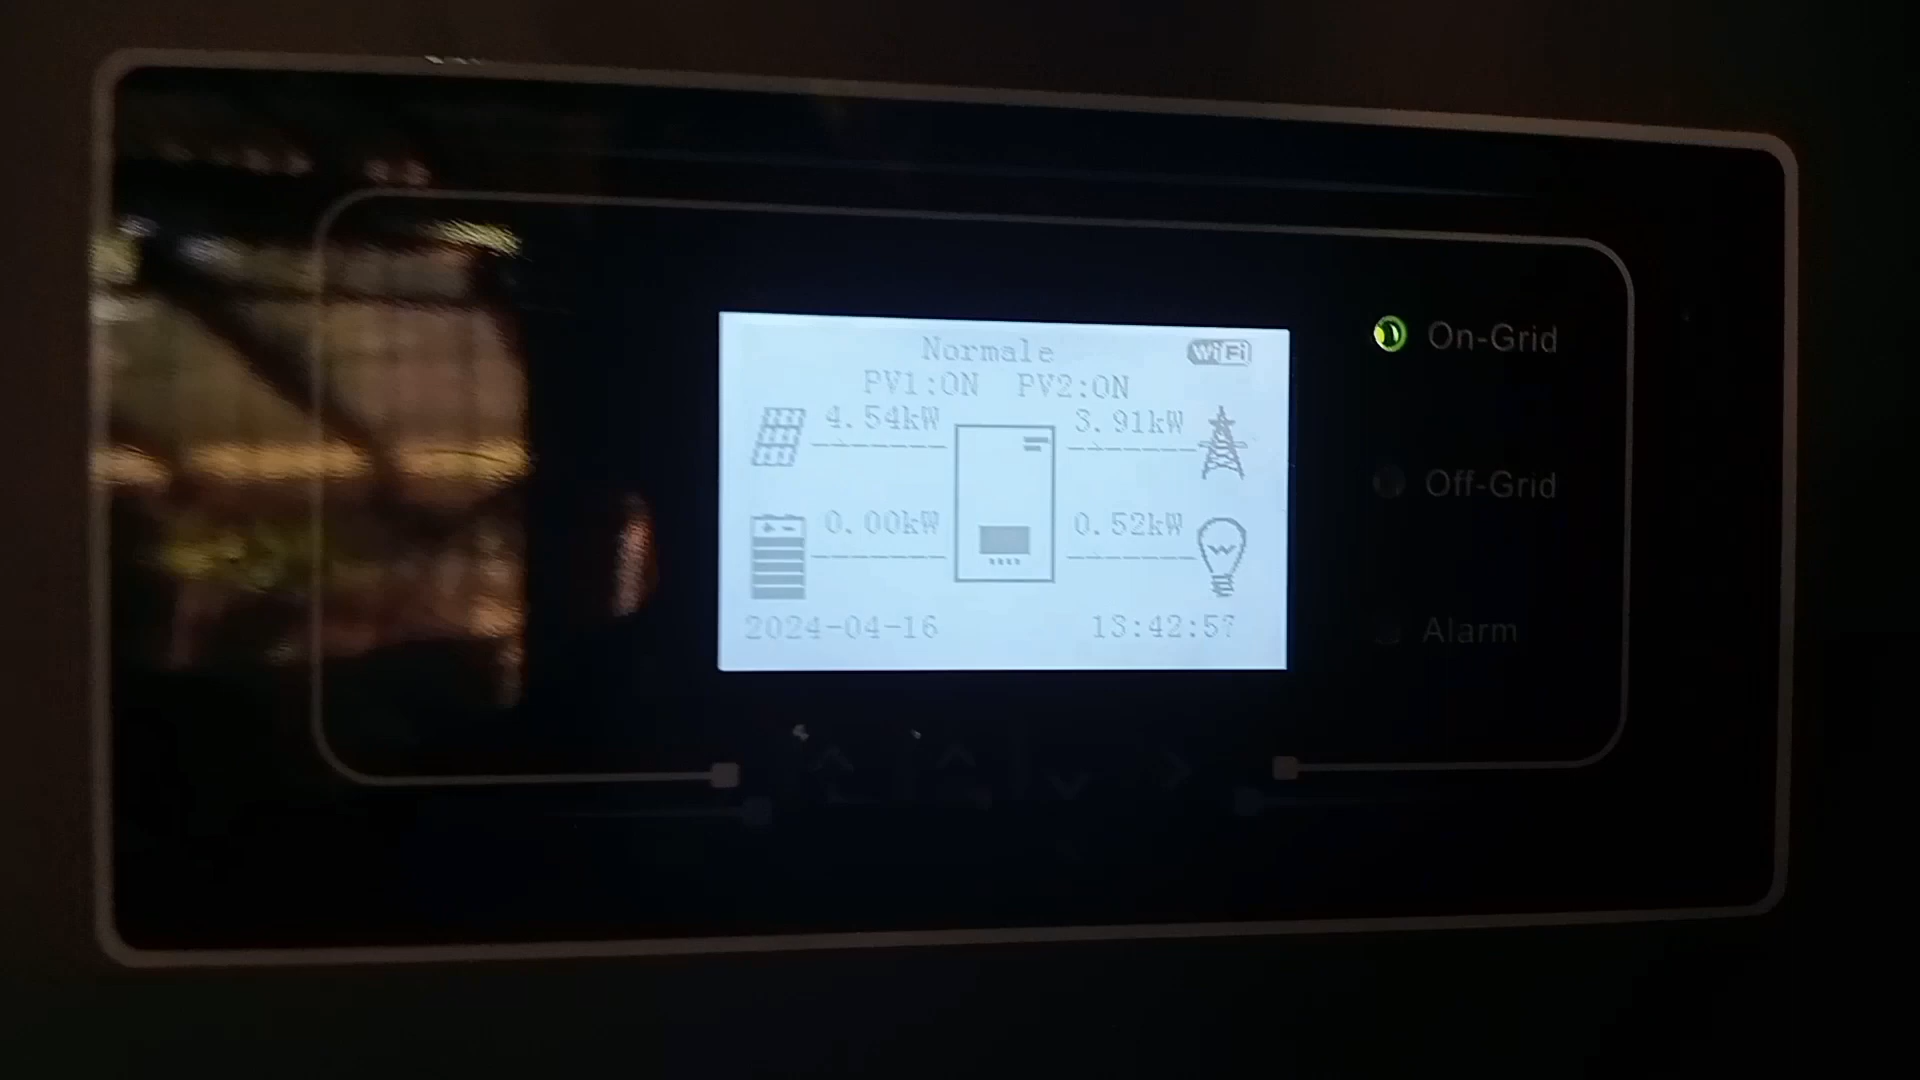 Normale
WiFi
PV1:ON PV2:ON
4.54kW
3.91kW
0.00kW
0.52kW
2024-04-16
13:42:57
On-Grid
Off-Grid
Alarm